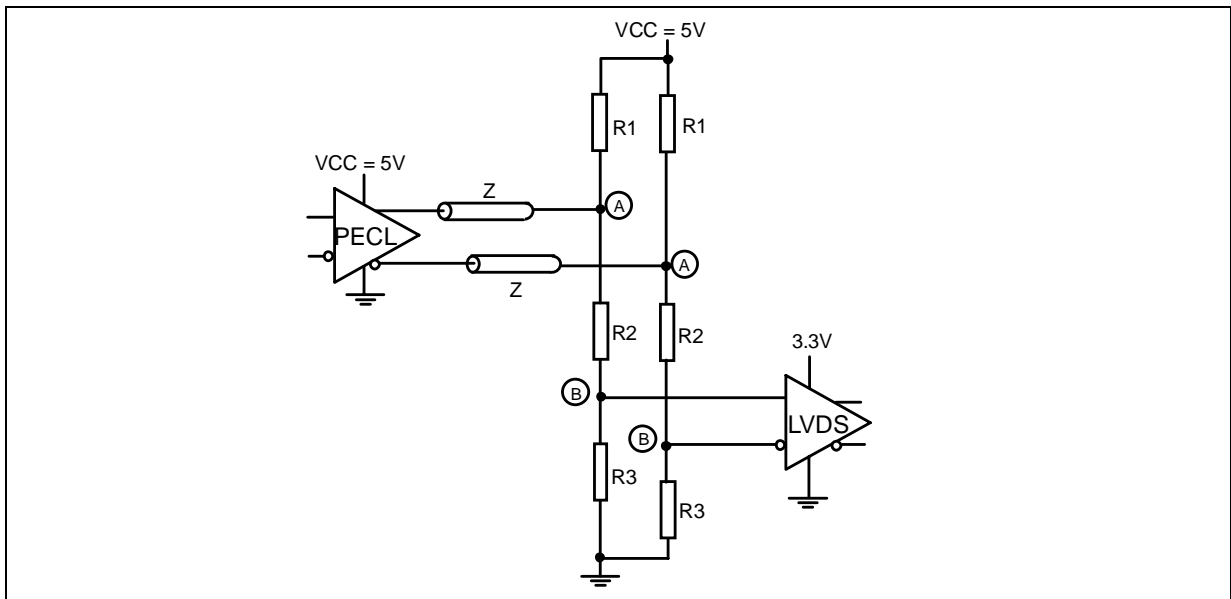 VCC = 5V
R1
R1
VCC = 5V
Z
A
PECL
A
Z
R2
R2
3.3V
B
LVDS
B
R3
R3